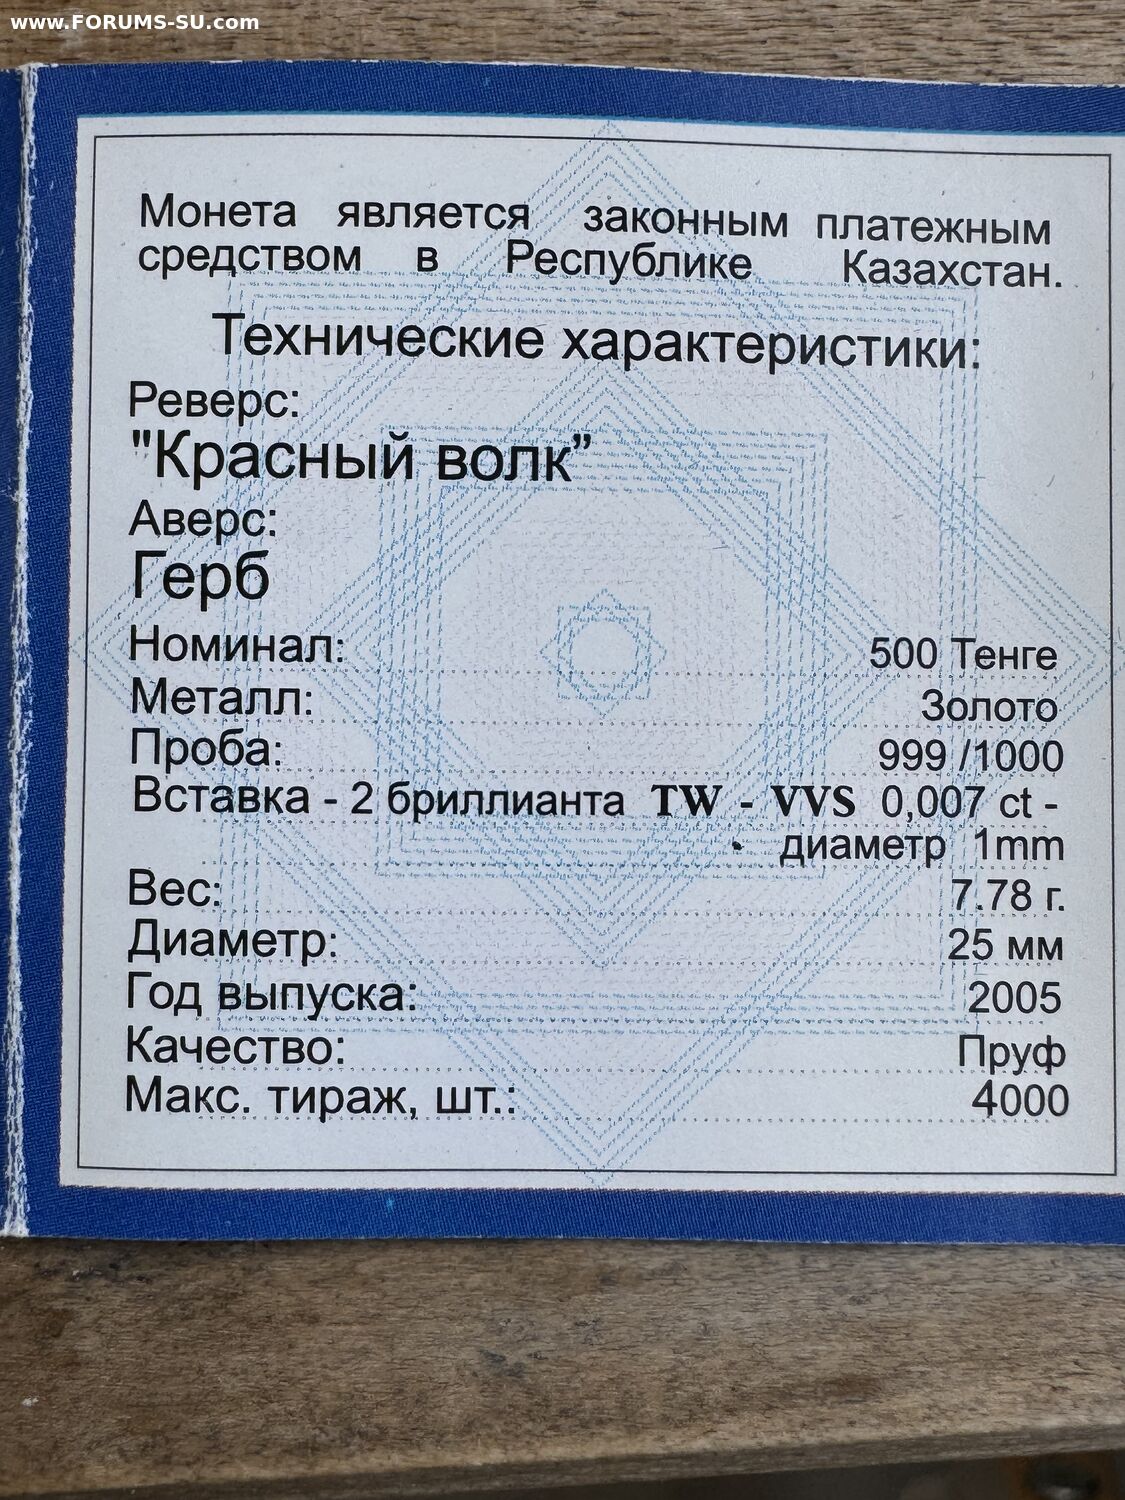 www.FORUMS-SU.com
Монета является законным платежным
средством в Республике Казахстан.
Технические характеристики:
Реверс:
"Красный волк”
Аверс:
Герб
Номинал: 500 Тенге
Металл: Золото
Проба: 999 /1000
Вставка - 2 бриллианта TW - VVS 0,007 ct -
диаметр 1mm
Вес: 7.78 г.
Диаметр: 25 мм
Год выпуска: 2005
Качество: Пруф
Макс. тираж, шт.: 4000